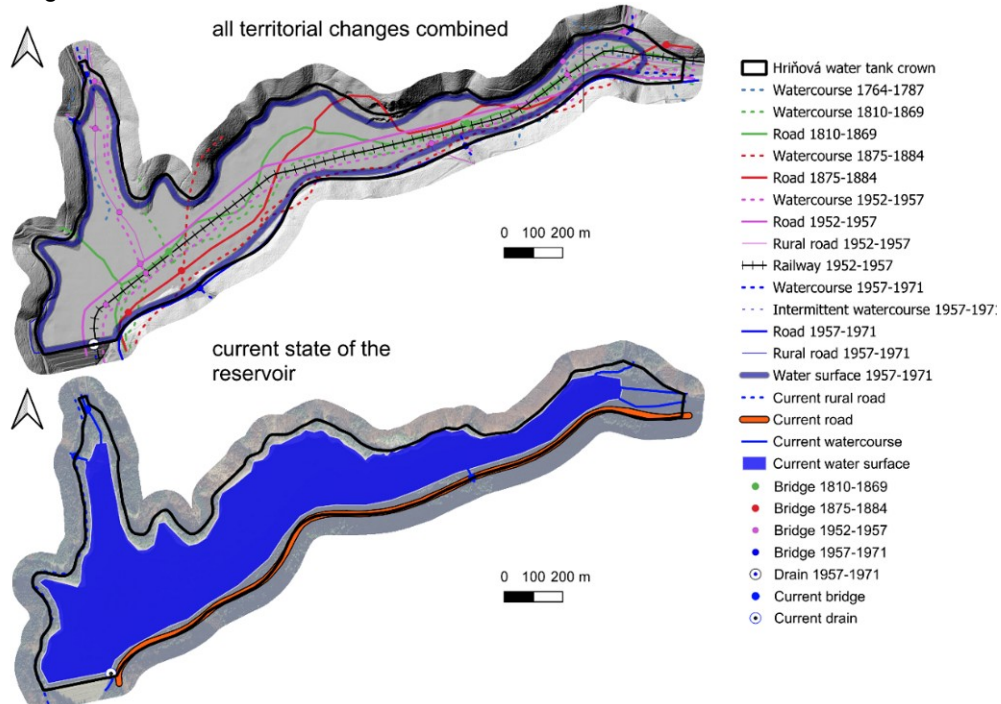 all territorial changes combined
0 100 200 m
current state of the
reservoir
0 100 200 m
Hriňová water tank crown
Watercourse 1764-1787
Watercourse 1810-1869
Road 1810-1869
Watercourse 1875-1884
Road 1875-1884
Watercourse 1952-1957
Road 1952-1957
Rural road 1952-1957
Railway 1952-1957
Watercourse 1957-1971
Intermittent watercourse 1957-1971
Road 1957-1971
Rural road 1957-1971
Water surface 1957-1971
Current rural road
Current road
Current watercourse
Current water surface
Bridge 1810-1869
Bridge 1875-1884
Bridge 1952-1957
Bridge 1957-1971
Drain 1957-1971
Current bridge
Current drain